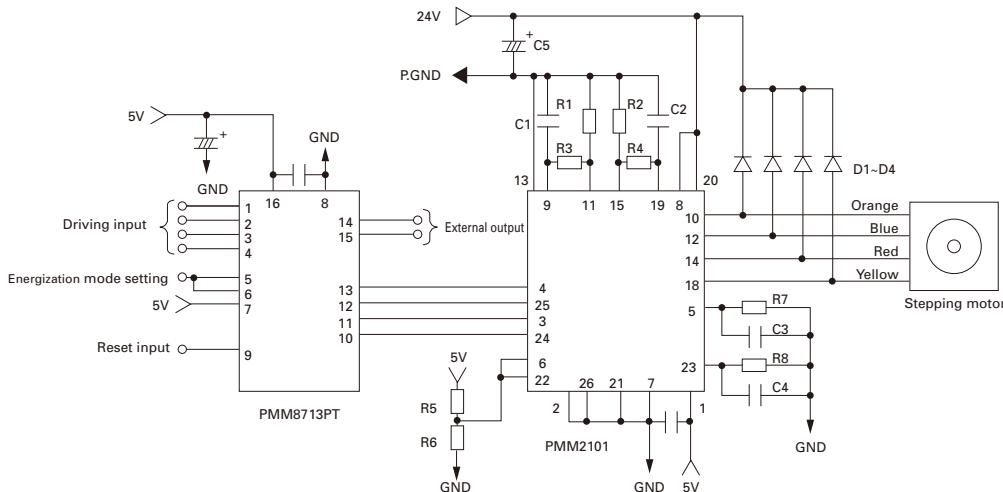 24V
+
C5
P.GND
R1
R2
C2
C1
R3
R4
5V
+
GND
GND
13
9
11
15
19
8
20
D1~D4
16
8
Driving input
1
2
3
4
14
15
External output
10
Orange
12
Blue
14
Red
18
Yellow
Stepping motor
Energization mode setting
5
6
5V
7
13
12
11
10
4
25
3
24
5
R7
C3
Reset input
9
6
22
23
R8
C4
GND
5V
R5
R6
GND
PMM8713PT
2
26
21
7
1
PMM2101
GND
5V